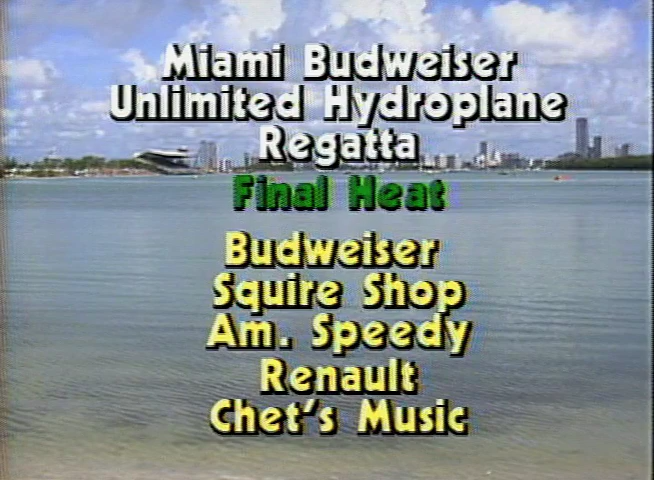 Miami Budweiser
Unlimited Hydroplane
Regatta
Final Heat
Budweiser
Squire Shop
Am. Speedy
Renault
Chet's Music